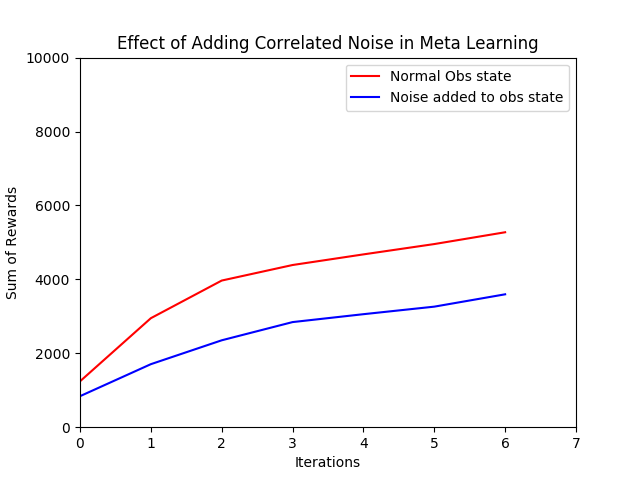 Effect of Adding Correlated Noise in Meta Learning
Normal Obs state
Noise added to obs state
Sum of Rewards
10000
8000
6000
4000
2000
0
0 1 2 3 4 5 6 7
Iterations